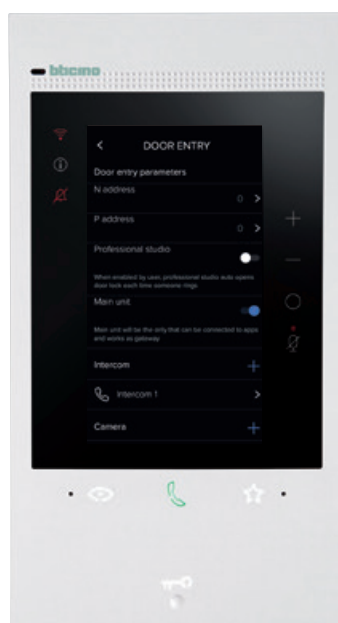 bticino
DOOR ENTRY
Door entry parameters
N address
0
P address
0
Professional studio
When enabled by user, professional studio auto opens
door lock each time someone rings
Main unit
Main unit will be the only that can be connected to apps
and works as gateway
Intercom
Intercom 1
Camera